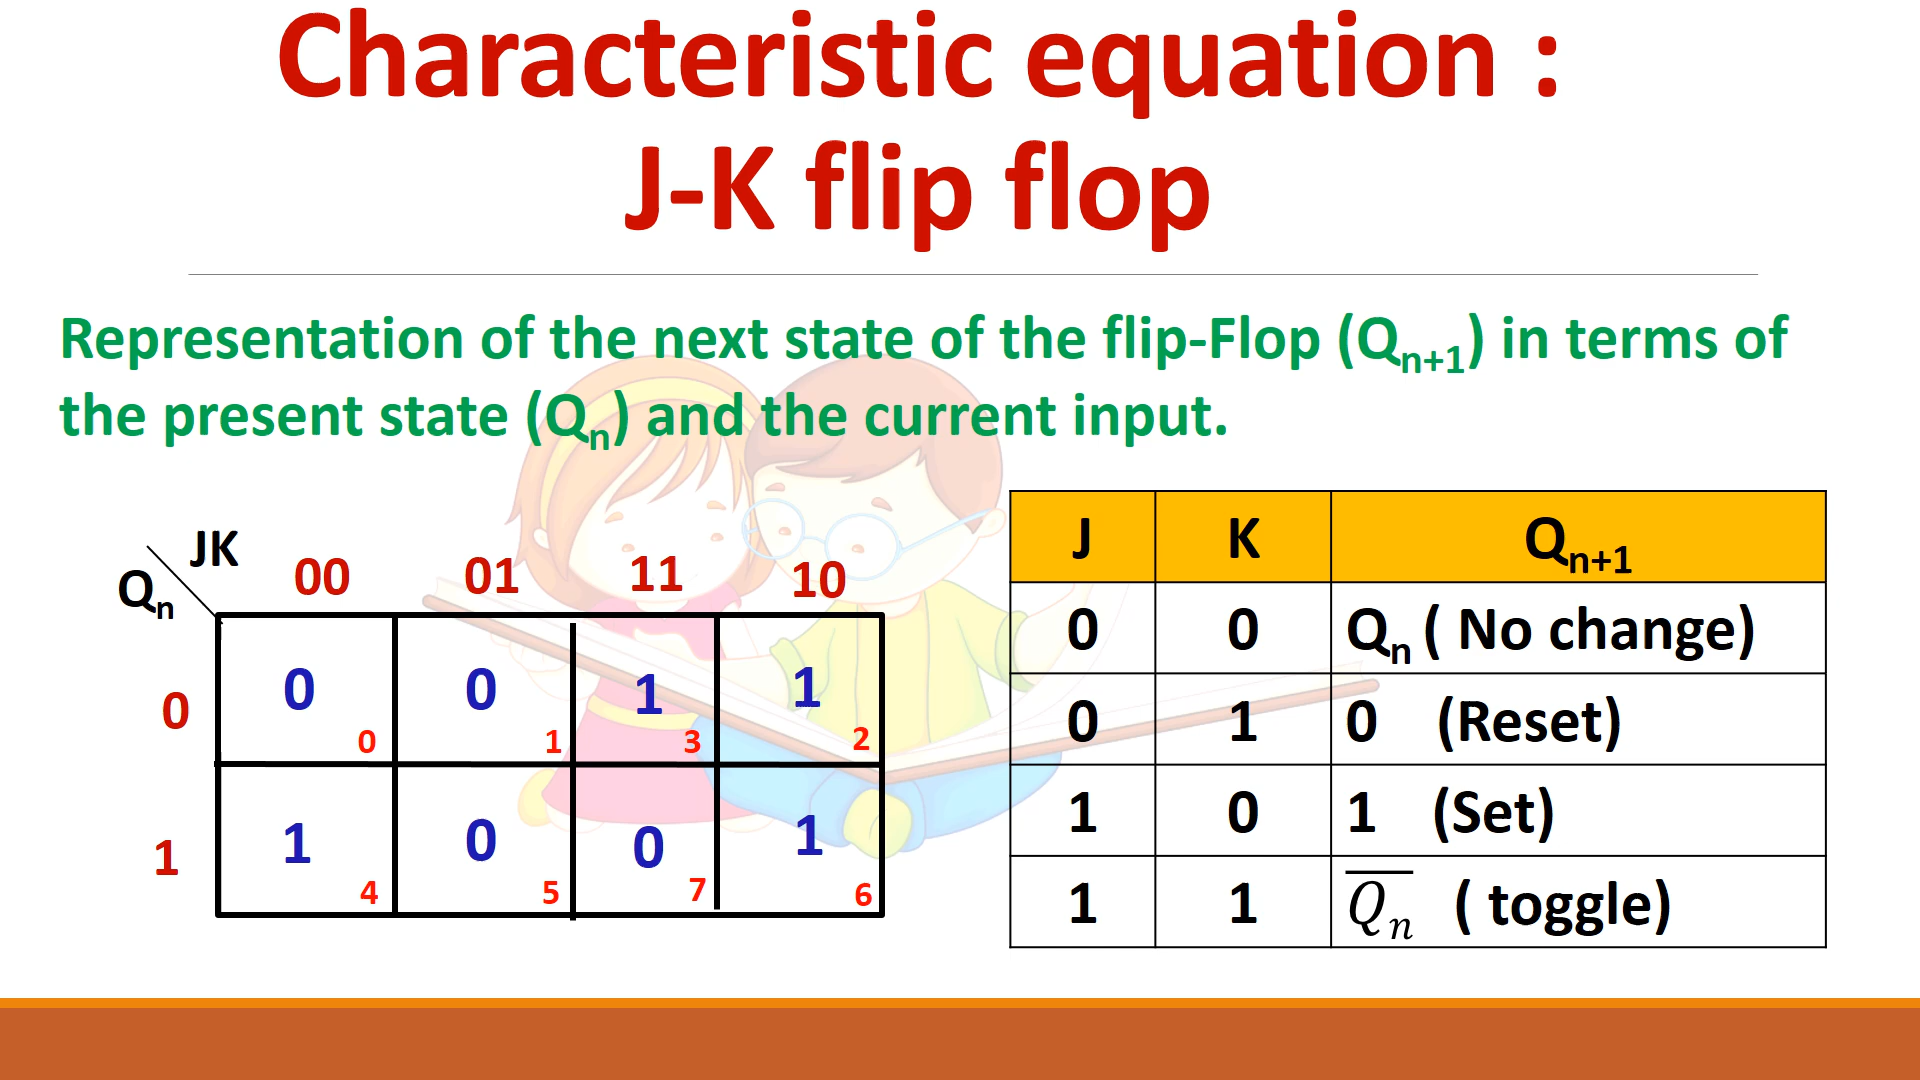 Characteristic equation :
J-K flip flop
Representation of the next state of the flip-Flop (Qn+1) in terms of
the present state (Qn) and the current input.
JK
Qn
00 01 11 10
0 0 0 0 1 1 3 1 2
1 1 4 0 5 0 7 1 6
J K Qn+1
0 0 Qn ( No change)
0 1 0 (Reset)
1 0 1 (Set)
1 1 Q̅n ( toggle)